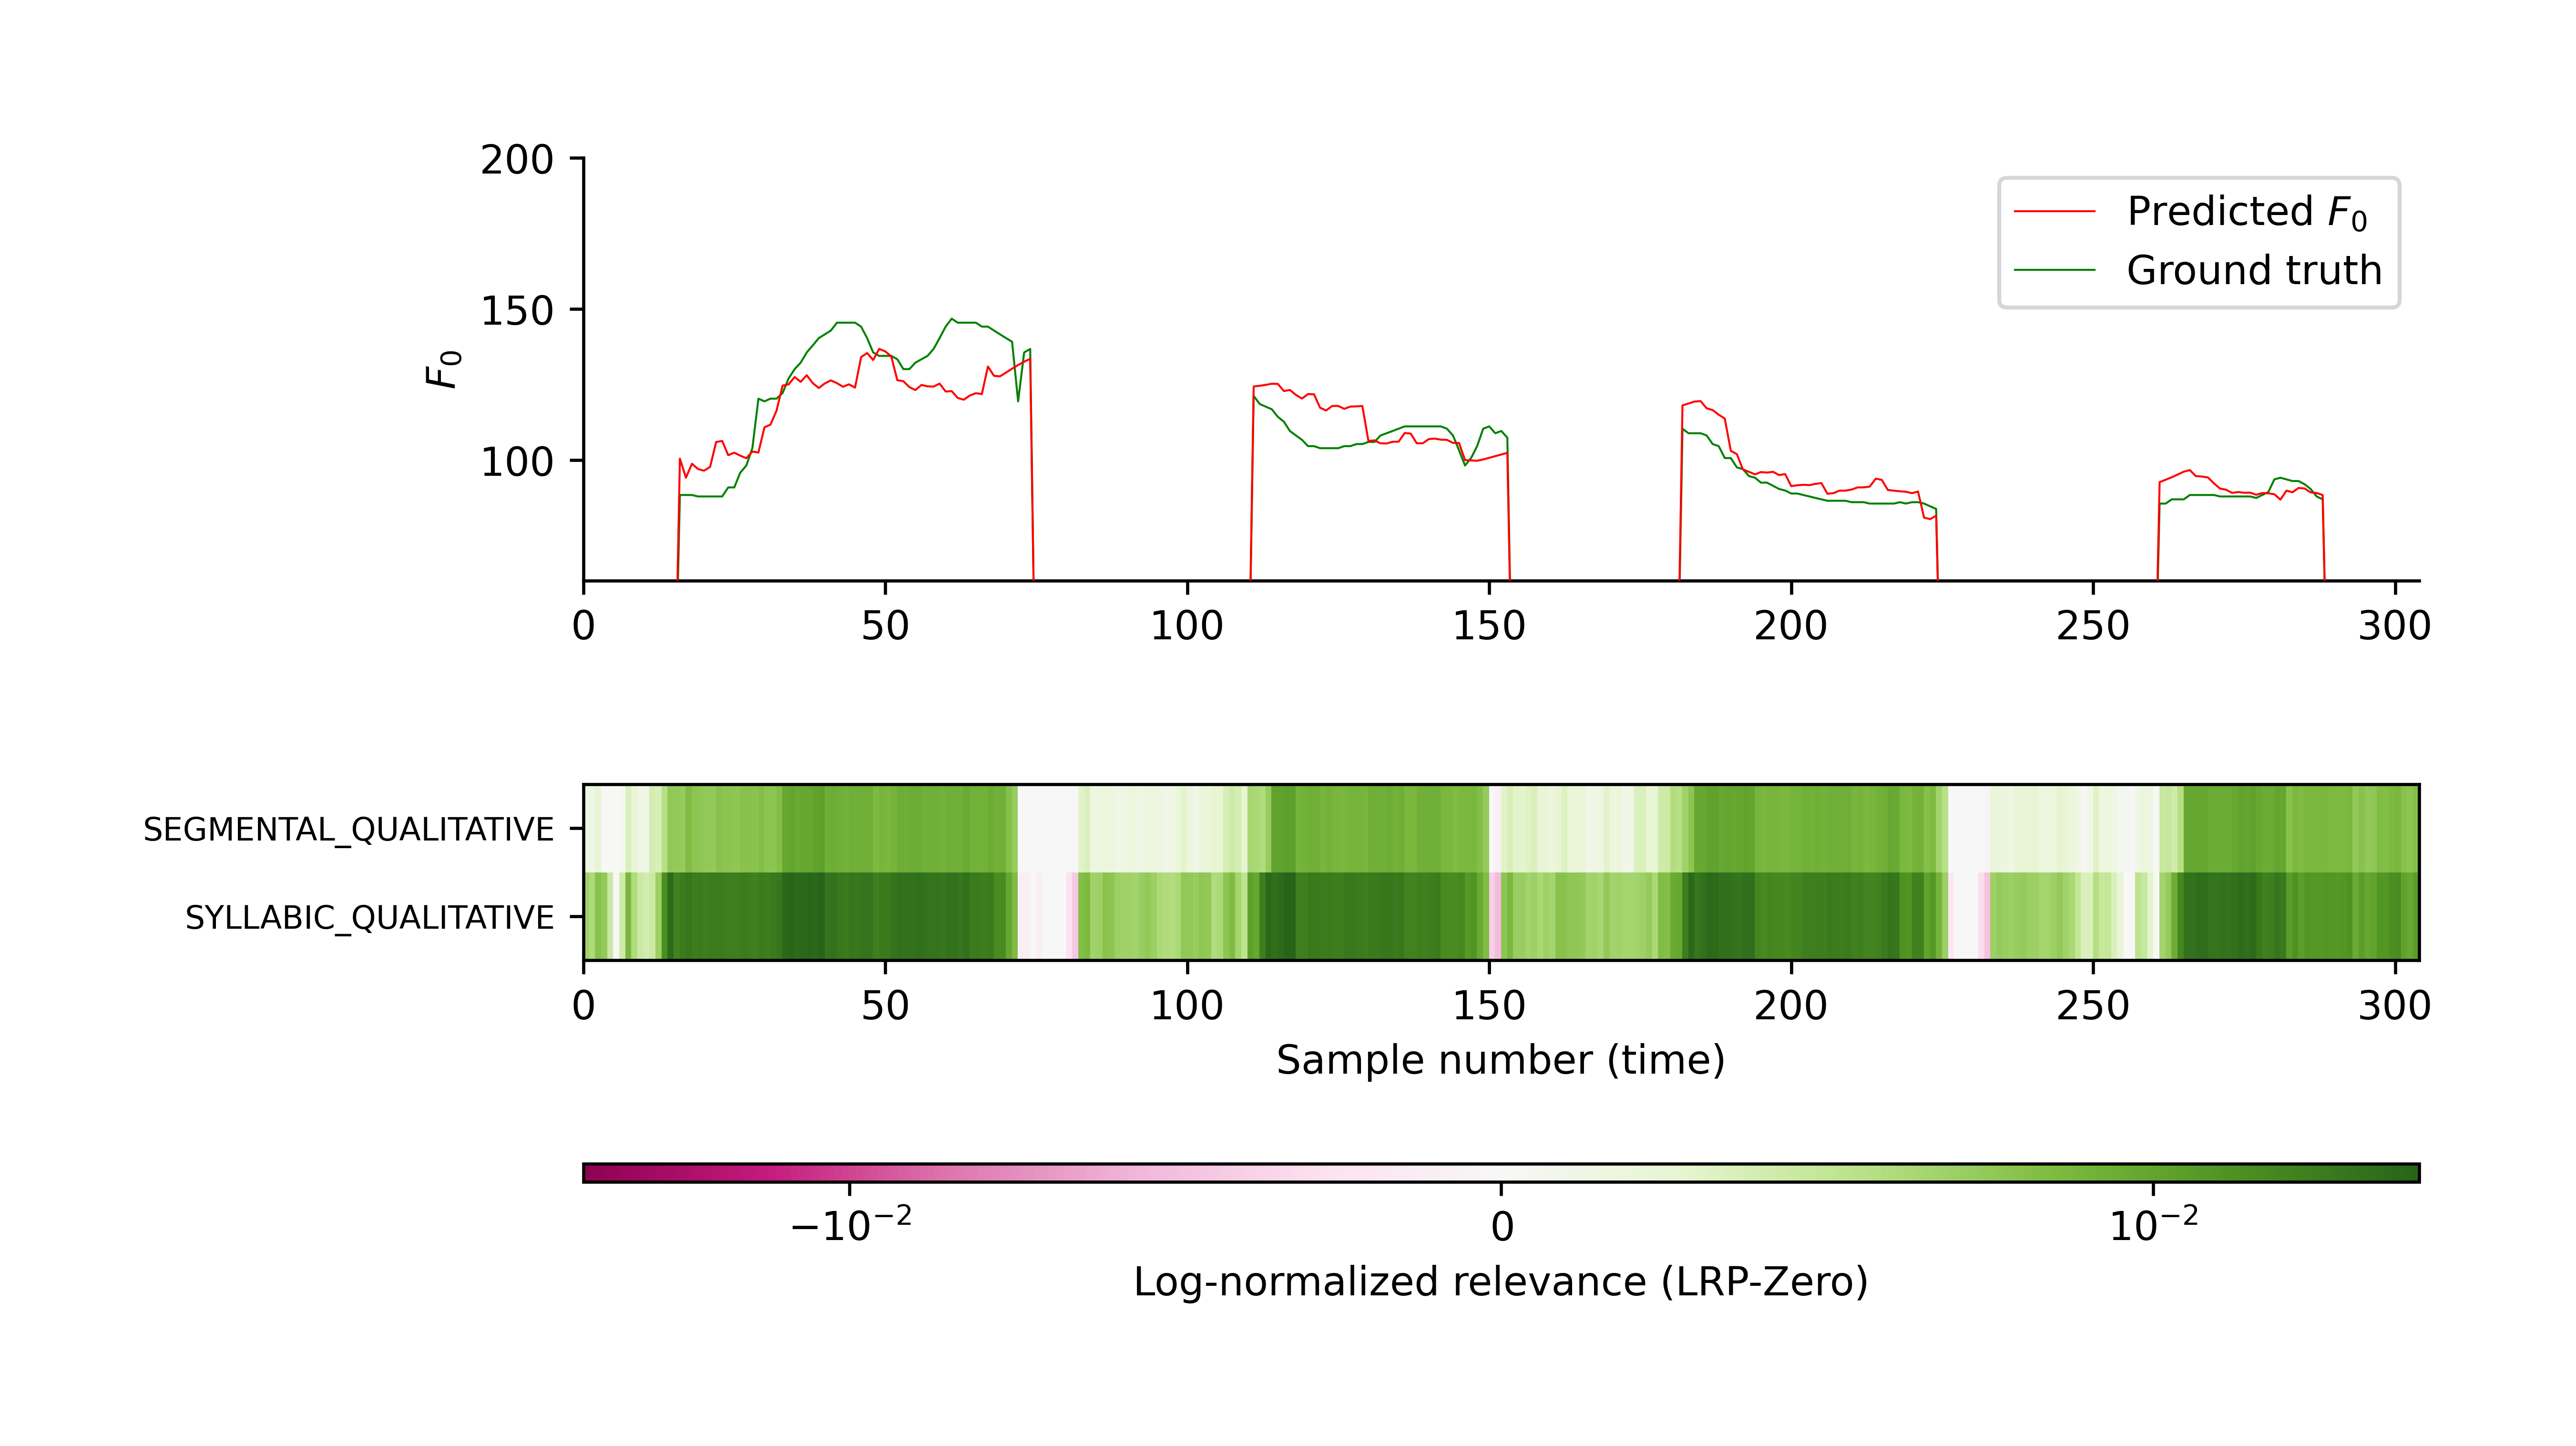 200
150
100
F₀
Predicted F₀
Ground truth
0 50 100 150 200 250 300
SEGMENTAL_QUALITATIVE
SYLLABIC_QUALITATIVE
0 50 100 150 200 250 300
Sample number (time)
−10⁻² 0 10⁻²
Log-normalized relevance (LRP-Zero)